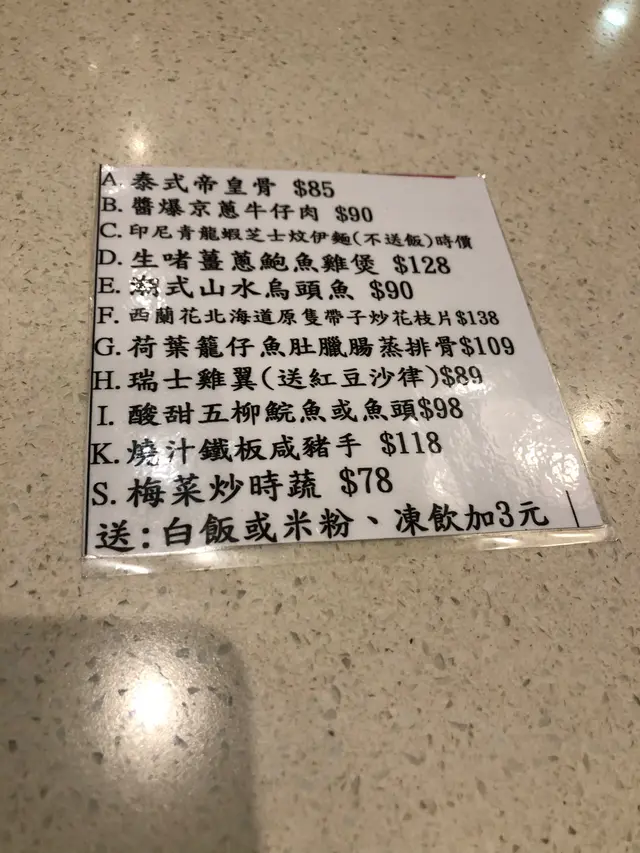 A. 泰式帝皇骨 $85
B. 醬爆京蔥牛仔肉 $90
C. 印尼青龍蝦芝士炆伊麵(不送飯)時價
D. 生啫薑蔥鮑魚雞煲 $128
E. 潮式山水烏頭魚 $90
F. 西蘭花北海道原隻帶子炒花枝片$138
G. 荷葉籠仔魚肚臘腸蒸排骨$109
H. 瑞士雞翼(送紅豆沙律)$89
I. 酸甜五柳鯇魚或魚頭$98
K. 燒汁鐵板咸豬手 $118
S. 梅菜炒時蔬 $78
送:白飯或米粉、凍飲加3元